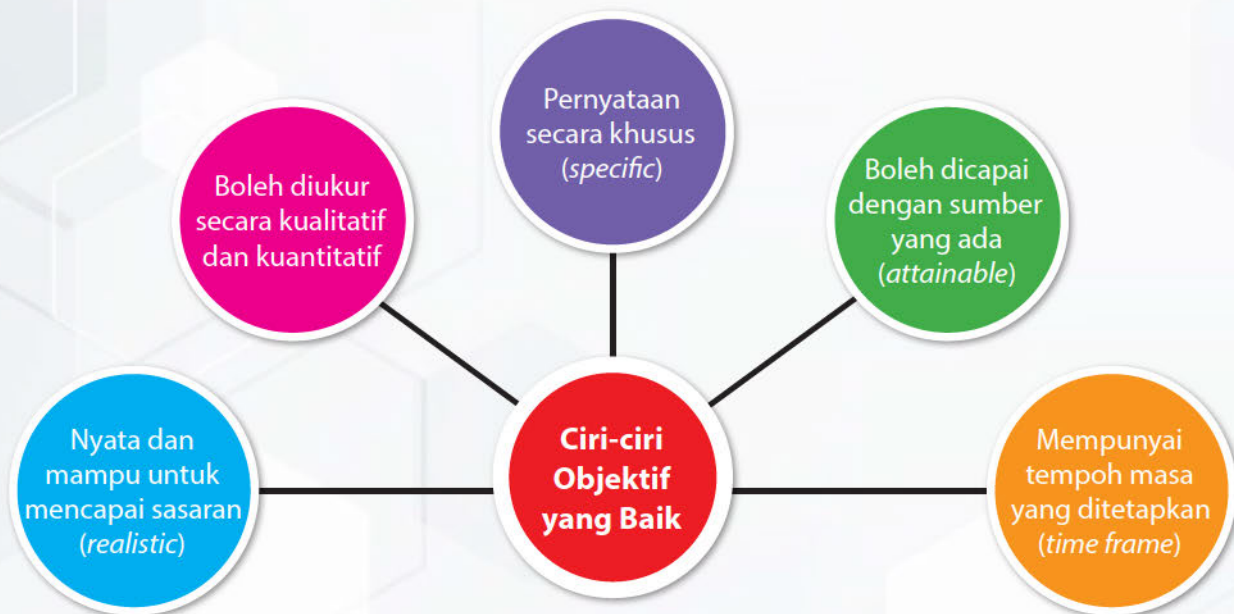 Pernyataan
secara khusus
(specific)
Boleh diukur
secara kualitatif
dan kuantitatif
Boleh dicapai
dengan sumber
yang ada
(attainable)
Nyata dan
mampu untuk
mencapai sasaran
(realistic)
Ciri-ciri
Objektif
yang Baik
Mempunyai
tempoh masa
yang ditetapkan
(time frame)